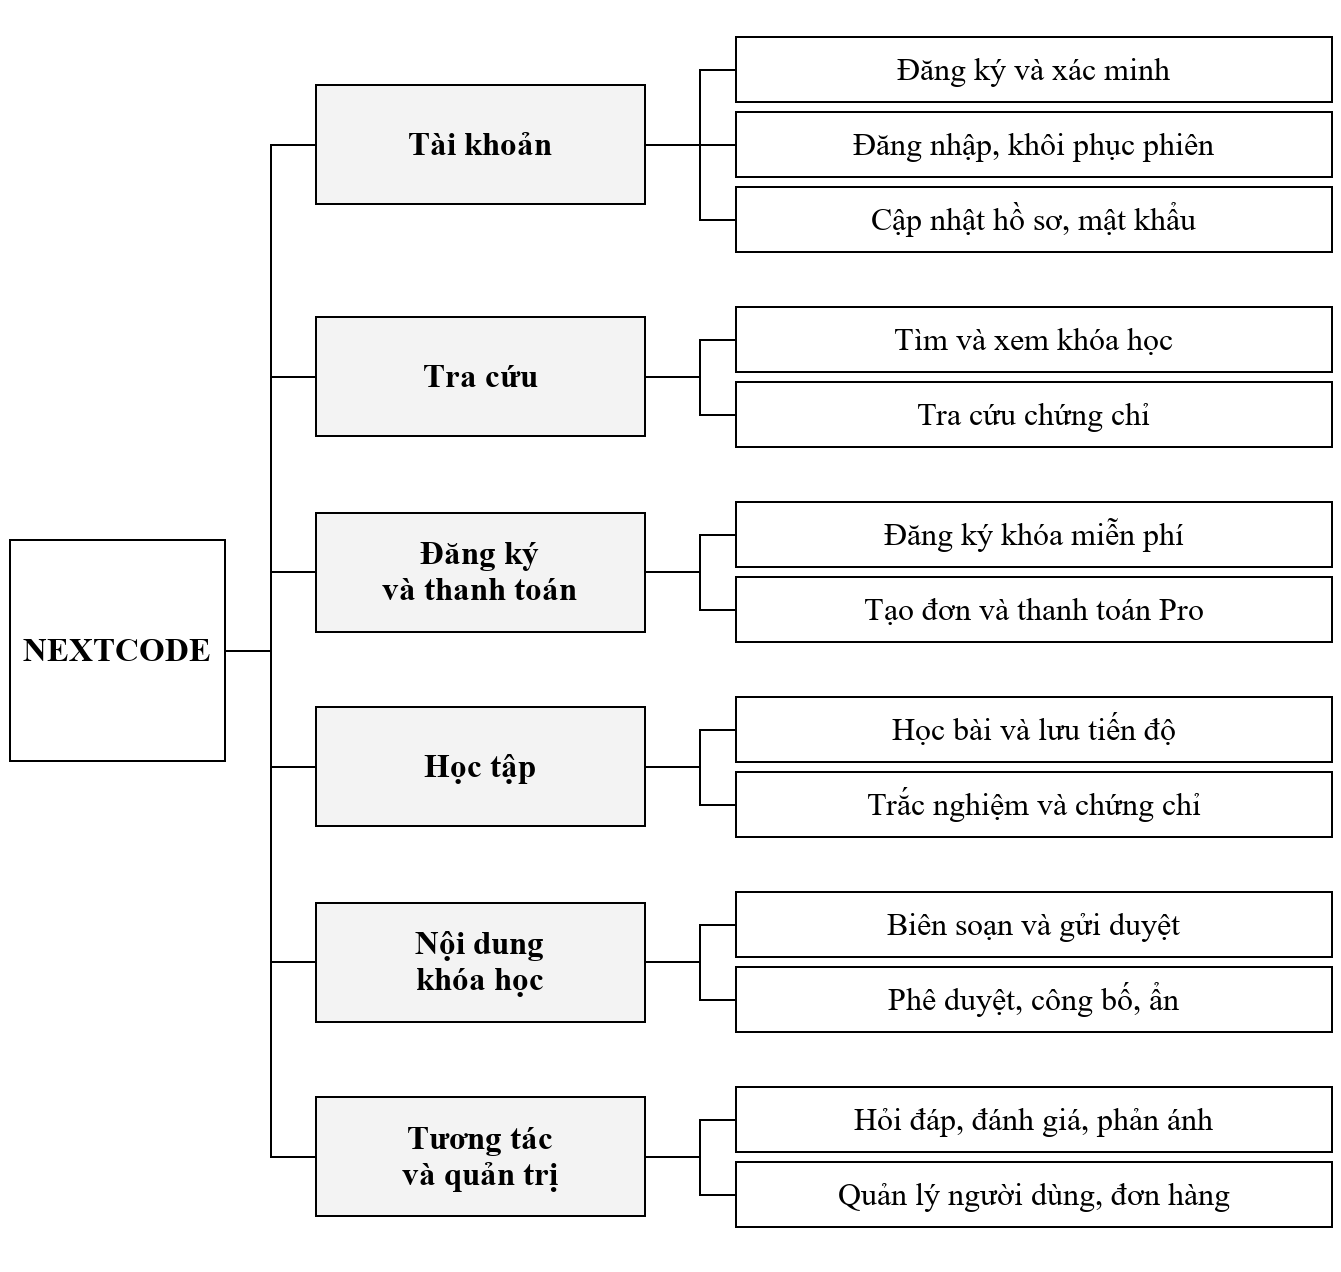 NEXTCODE
Tài khoản
Đăng ký và xác minh
Đăng nhập, khôi phục phiên
Cập nhật hồ sơ, mật khẩu
Tra cứu
Tìm và xem khóa học
Tra cứu chứng chỉ
Đăng ký
và thanh toán
Đăng ký khóa miễn phí
Tạo đơn và thanh toán Pro
Học tập
Học bài và lưu tiến độ
Trắc nghiệm và chứng chỉ
Nội dung
khóa học
Biên soạn và gửi duyệt
Phê duyệt, công bố, ẩn
Tương tác
và quản trị
Hỏi đáp, đánh giá, phản ánh
Quản lý người dùng, đơn hàng